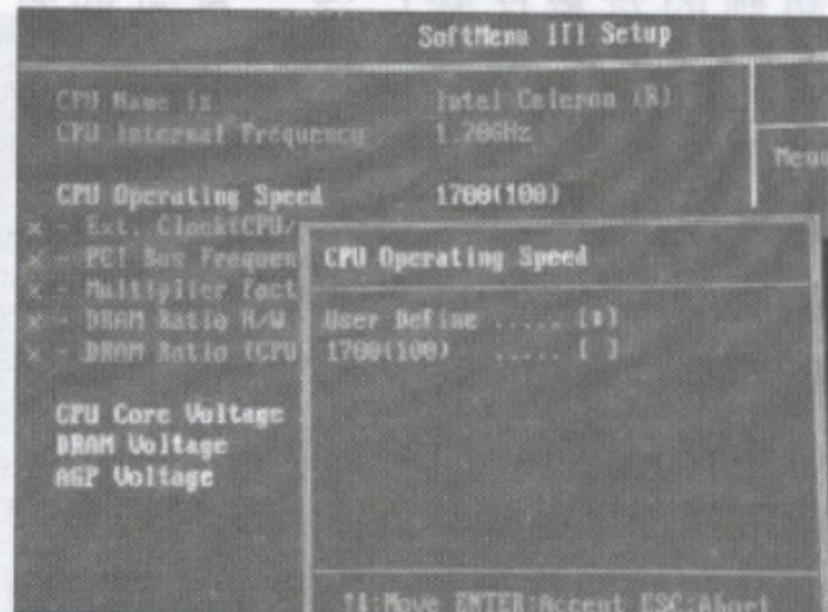 SoftMenu III Setup
CPU Name is Intel Celeron (R)
CPU Internal Frequency 1.70GHz
Menu
CPU Operating Speed 1700(100)
x - Ext. Clock(CPU/
x - PCI Bus Frequen
x - Multiplier Fact
x - DRAM Ratio H/W
x - DRAM Ratio (CPU
CPU Operating Speed
User Define ..... [■]
1700(100) ..... [ ]
CPU Core Voltage
DRAM Voltage
AGP Voltage
↑↓:Move ENTER:Accept ESC:Abort